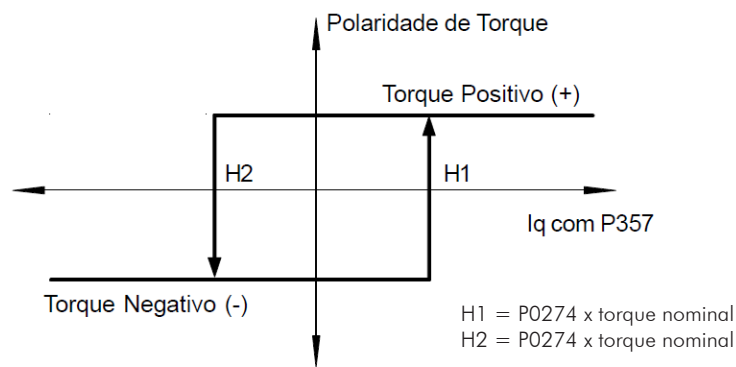 Polaridade de Torque
Torque Positivo (+)
H2
H1
Iq com P357
Torque Negativo (-)
H1 = P0274 x torque nominal
H2 = P0274 x torque nominal